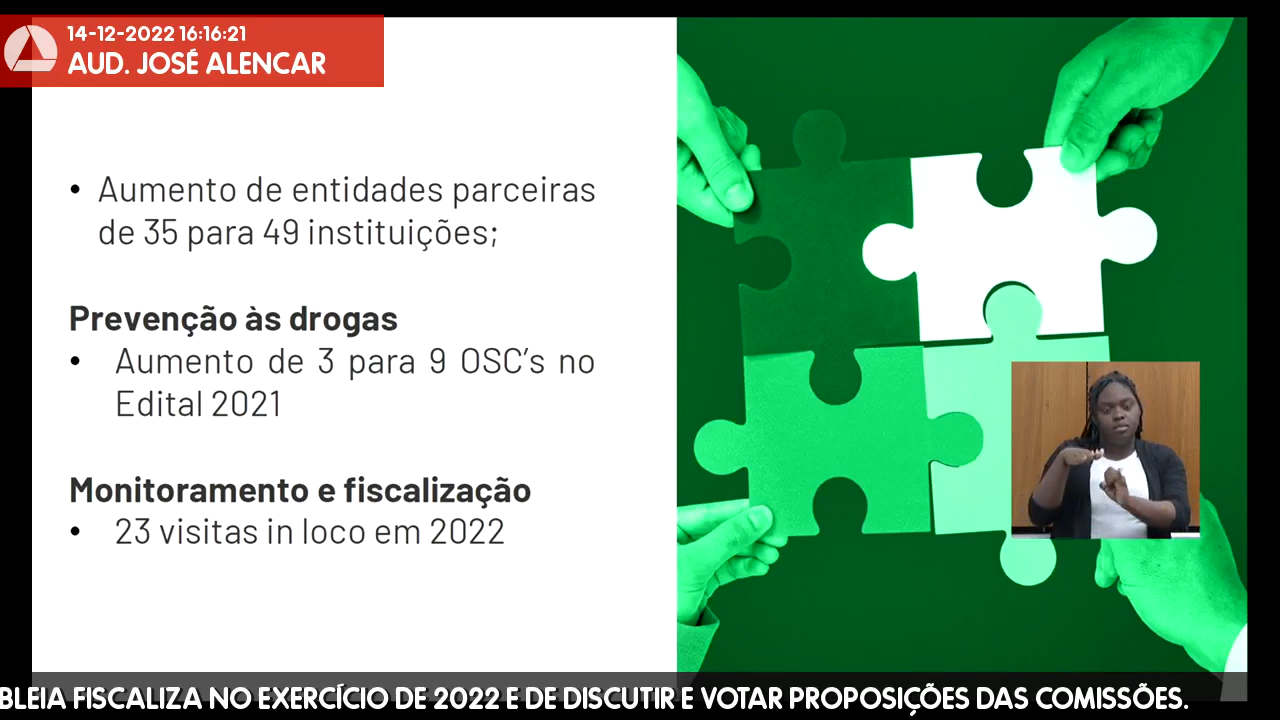 14-12-2022 16:16:21
AUD. JOSÉ ALENCAR
• Aumento de entidades parceiras
de 35 para 49 instituições;
Prevenção às drogas
• Aumento de 3 para 9 OSC's no
Edital 2021
Monitoramento e fiscalização
• 23 visitas in loco em 2022
BLEIA FISCALIZA NO EXERCÍCIO DE 2022 E DE DISCUTIR E VOTAR PROPOSIÇÕES DAS COMISSÕES.